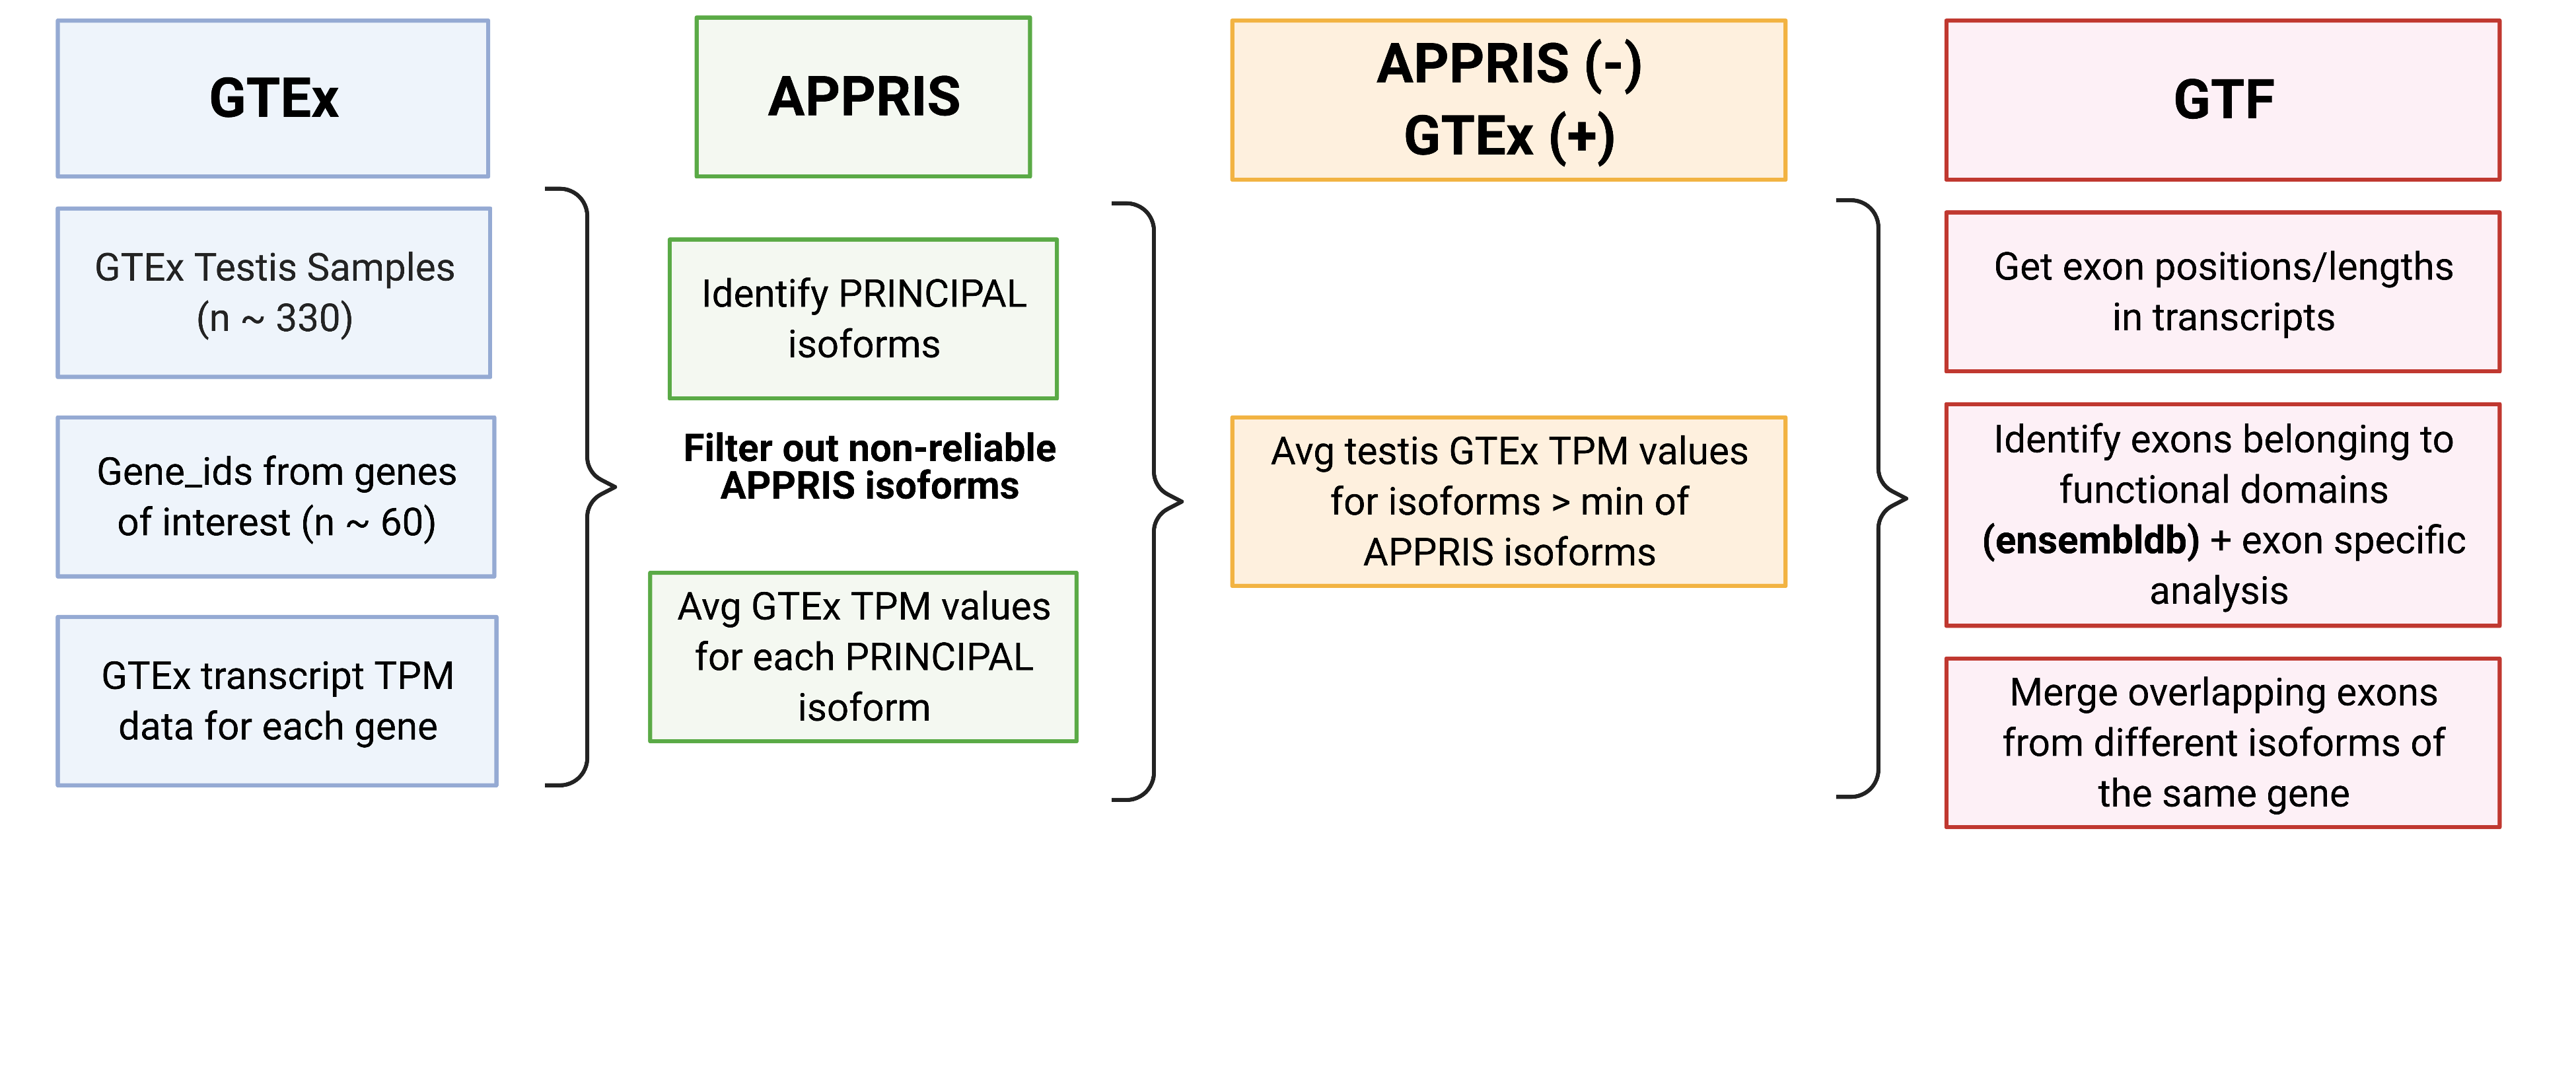 GTEx
GTEx Testis Samples
(n ~ 330)
Gene_ids from genes
of interest (n ~ 60)
GTEx transcript TPM
data for each gene
APPRIS
Identify PRINCIPAL
isoforms
Filter out non-reliable
APPRIS isoforms
Avg GTEx TPM values
for each PRINCIPAL
isoform
APPRIS (-)
GTEx (+)
Avg testis GTEx TPM values
for isoforms > min of
APPRIS isoforms
GTF
Get exon positions/lengths
in transcripts
Identify exons belonging to
functional domains
(ensembldb) + exon specific
analysis
Merge overlapping exons
from different isoforms of
the same gene